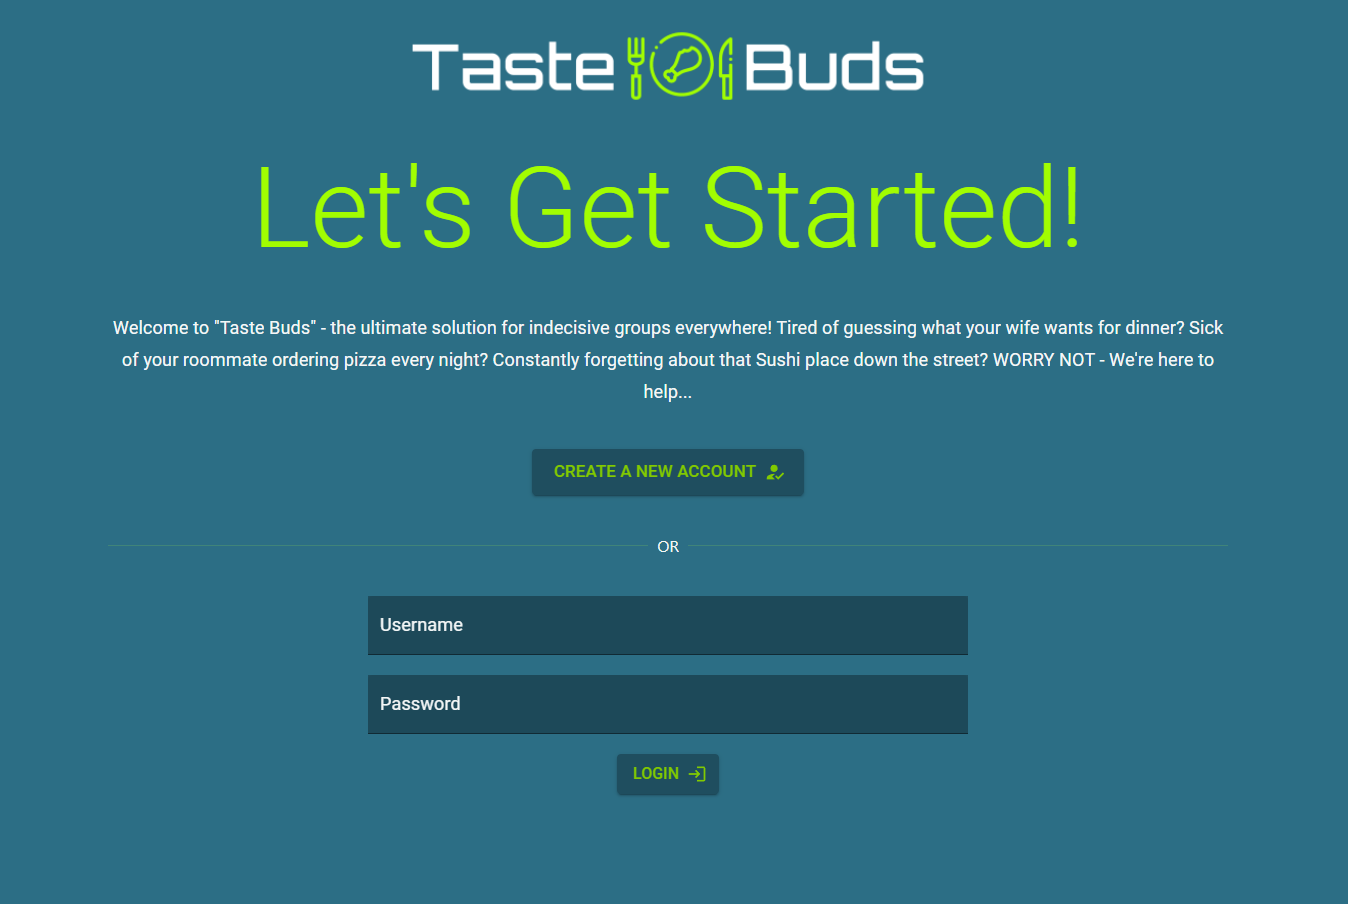 Taste Buds
Let's Get Started!
Welcome to "Taste Buds" - the ultimate solution for indecisive groups everywhere! Tired of guessing what your wife wants for dinner? Sick
of your roommate ordering pizza every night? Constantly forgetting about that Sushi place down the street? WORRY NOT - We're here to
help...
CREATE A NEW ACCOUNT
OR
Username
Password
LOGIN